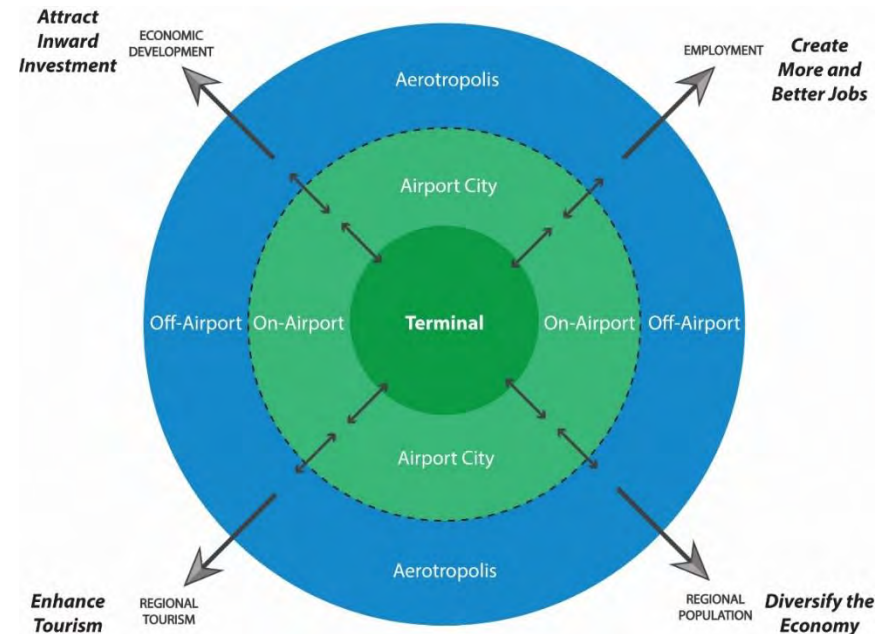 Attract
Inward
Investment
ECONOMIC
DEVELOPMENT
EMPLOYMENT
Create
More and
Better Jobs
Aerotropolis
Airport City
Off-Airport
On-Airport
Terminal
On-Airport
Off-Airport
Airport City
Aerotropolis
Enhance
Tourism
REGIONAL
TOURISM
REGIONAL
POPULATION
Diversify the
Economy